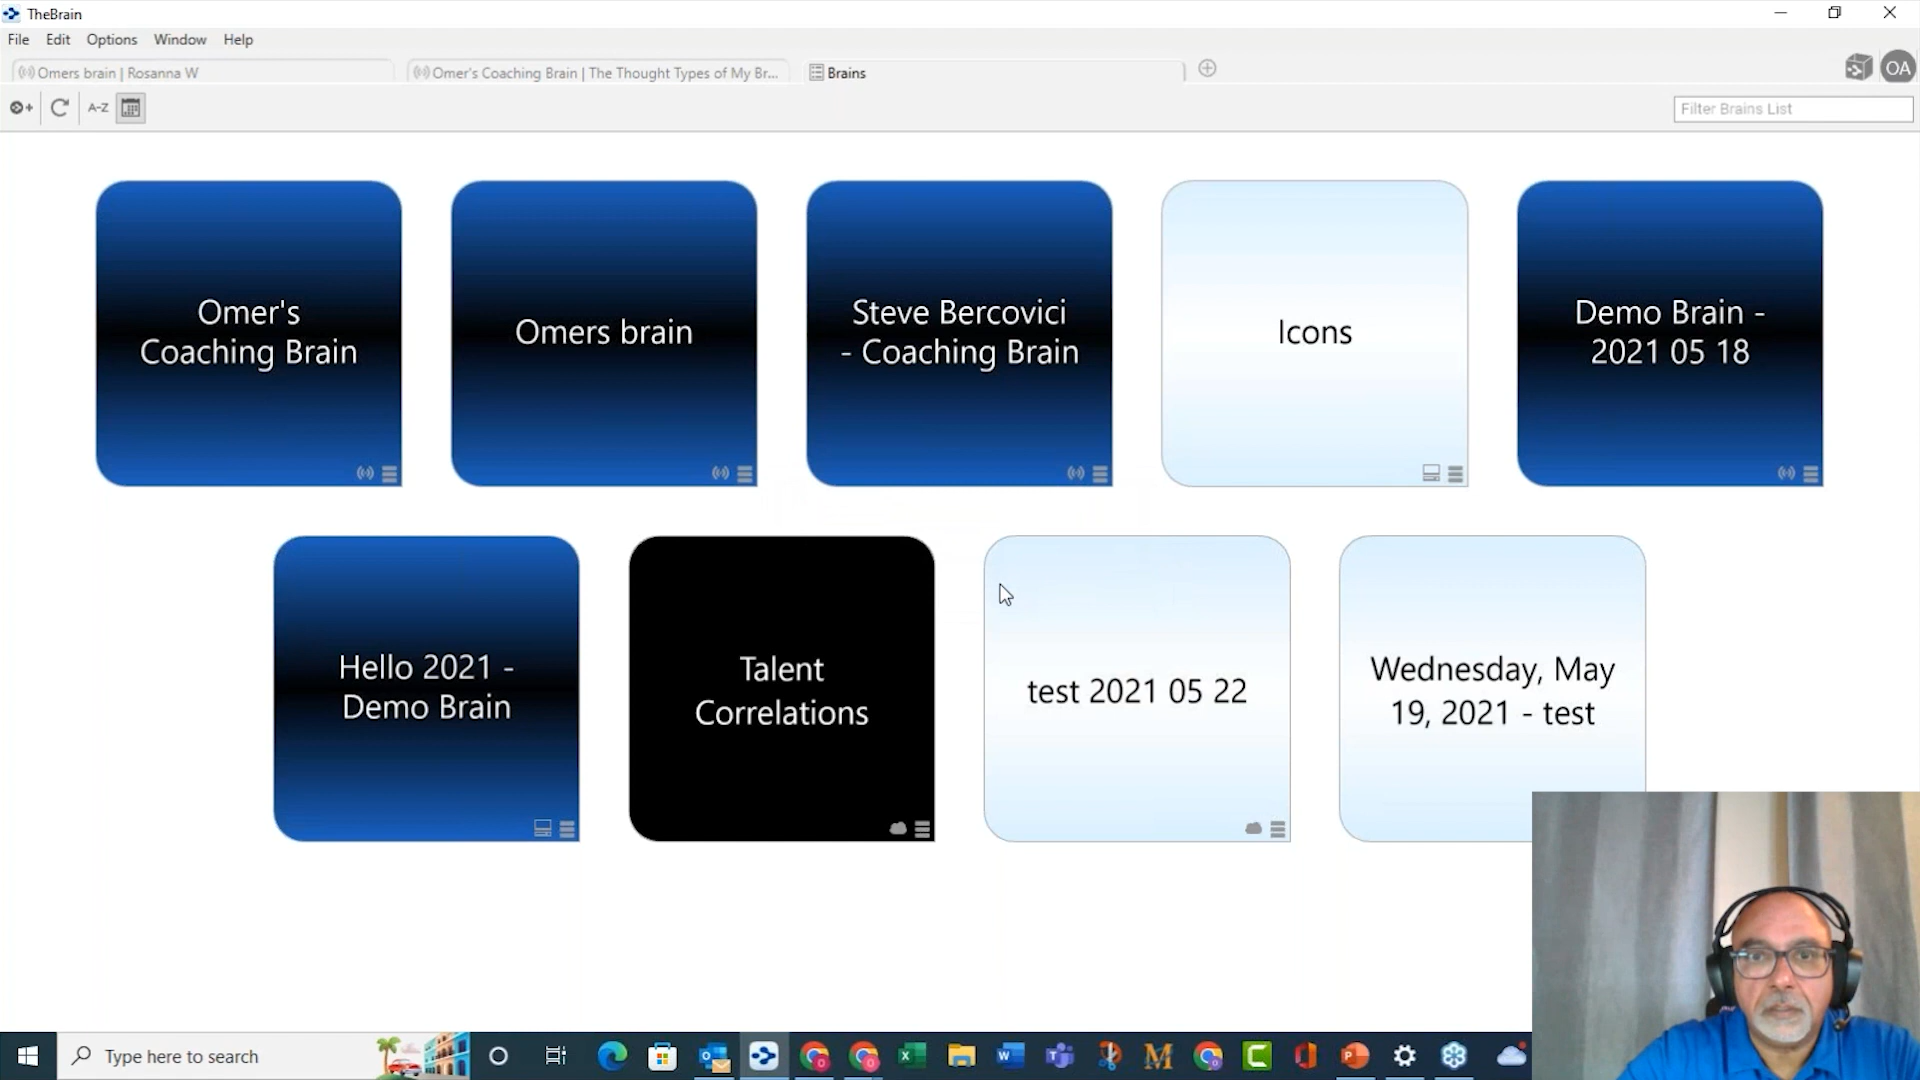 TheBrain
File Edit Options Window Help
Omers brain | Rosanna W
Omer's Coaching Brain | The Thought Types of My Br...
Brains
OA
A-Z
Filter Brains List
Omer's
Coaching Brain
Omers brain
Steve Bercovici
- Coaching Brain
Icons
Demo Brain -
2021 05 18
Hello 2021 -
Demo Brain
Talent
Correlations
test 2021 05 22
Wednesday, May
19, 2021 - test
Type here to search